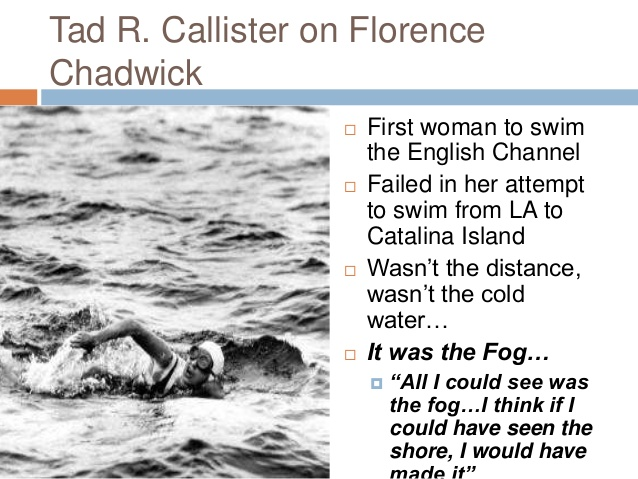 Tad R. Callister on Florence
Chadwick
First woman to swim
the English Channel
Failed in her attempt
to swim from LA to
Catalina Island
Wasn’t the distance,
wasn’t the cold
water…
It was the Fog…
“All I could see was
the fog…I think if I
could have seen the
shore, I would have
made it”